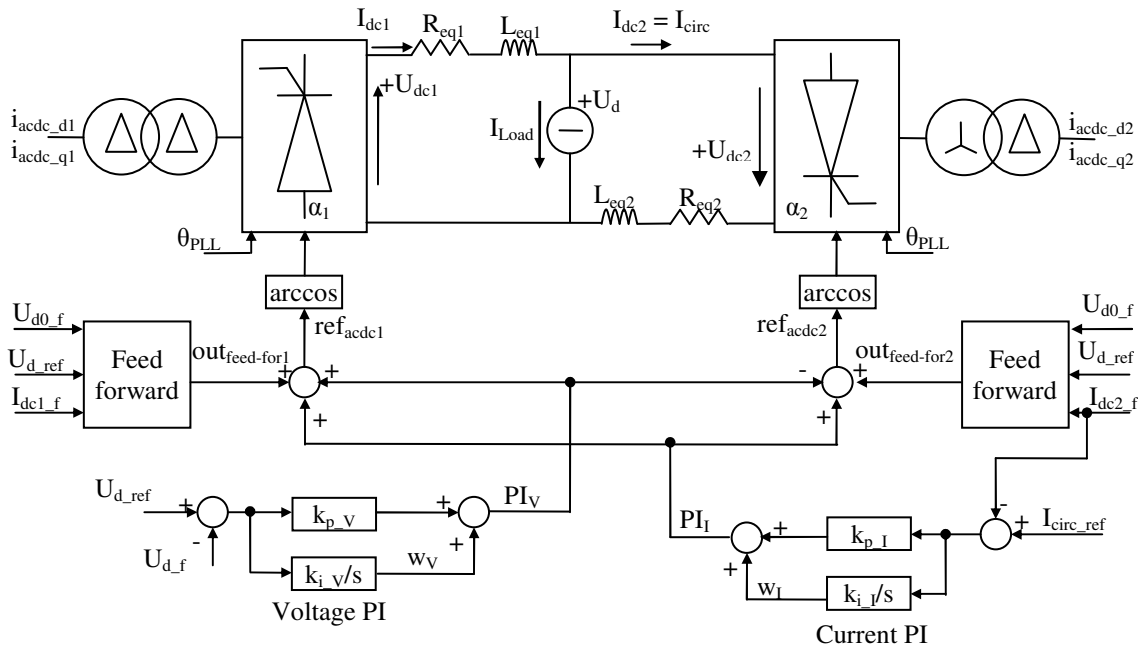 I_dc1
R_eq1
L_eq1
I_dc2 = I_circ
+U_dc1
+U_d
I_Load
+U_dc2
i_acdc_d1
i_acdc_q1
Δ
Δ
Δ
i_acdc_d2
i_acdc_q2
α_1
L_eq2
R_eq2
α_2
θ_PLL
θ_PLL
arccos
arccos
U_d0_f
ref_acdc1
ref_acdc2
U_d0_f
U_d_ref
Feed
forward
out_feed-for1
+
+
-
+
out_feed-for2
Feed
forward
U_d_ref
I_dc1_f
+
+
I_dc2_f
U_d_ref
+
k_p_V
+
PI_V
-
U_d_f
k_i_V/s
w_V
+
Voltage PI
PI_I
+
k_p_I
-
+
I_circ_ref
+
w_I
k_i_I/s
Current PI